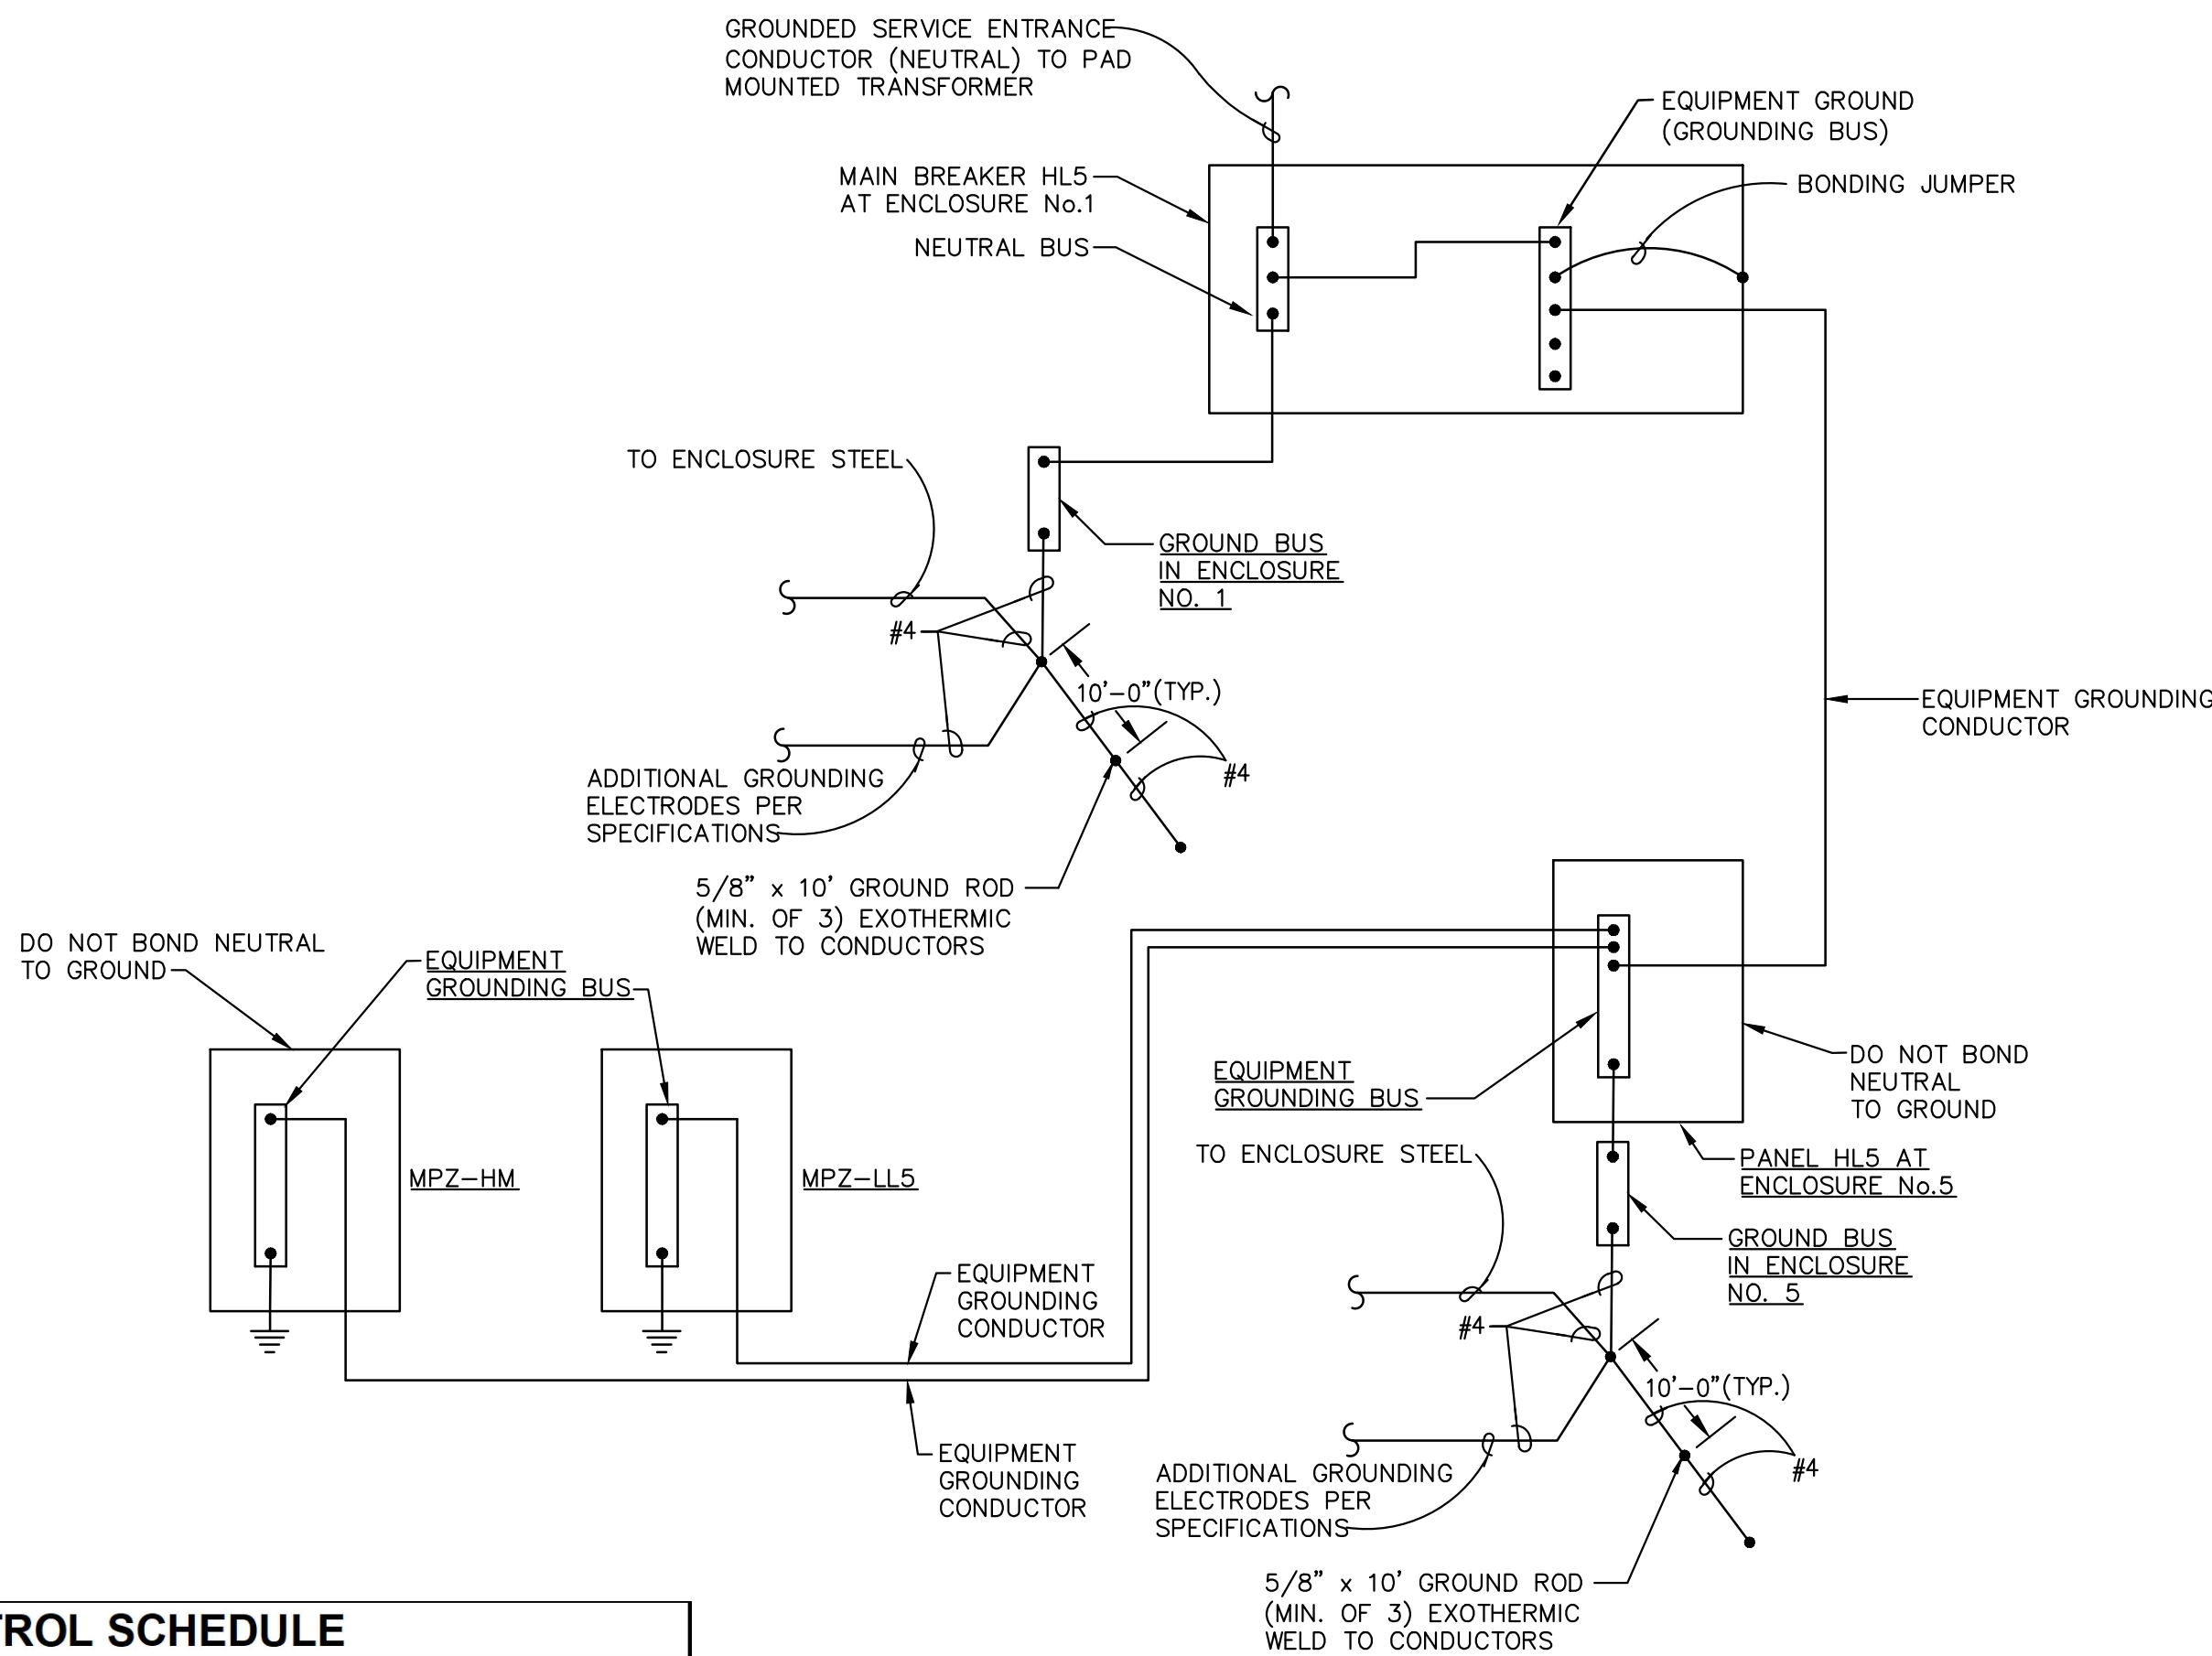 GROUNDED SERVICE ENTRANCE
CONDUCTOR (NEUTRAL) TO PAD
MOUNTED TRANSFORMER
EQUIPMENT GROUND
(GROUNDING BUS)
MAIN BREAKER HL5
AT ENCLOSURE No.1
BONDING JUMPER
NEUTRAL BUS
TO ENCLOSURE STEEL
GROUND BUS
IN ENCLOSURE
NO. 1
#4
10'-0"(TYP.)
EQUIPMENT GROUNDING
CONDUCTOR
#4
ADDITIONAL GROUNDING
ELECTRODES PER
SPECIFICATIONS
5/8" x 10' GROUND ROD
(MIN. OF 3) EXOTHERMIC
WELD TO CONDUCTORS
DO NOT BOND NEUTRAL
TO GROUND
EQUIPMENT
GROUNDING BUS
MPZ-HM
MPZ-LL5
EQUIPMENT
GROUNDING BUS
DO NOT BOND
NEUTRAL
TO GROUND
TO ENCLOSURE STEEL
PANEL HL5 AT
ENCLOSURE No.5
GROUND BUS
IN ENCLOSURE
NO. 5
EQUIPMENT
GROUNDING
CONDUCTOR
#4
10'-0"(TYP.)
EQUIPMENT
GROUNDING
CONDUCTOR
#4
ADDITIONAL GROUNDING
ELECTRODES PER
SPECIFICATIONS
5/8" x 10' GROUND ROD
(MIN. OF 3) EXOTHERMIC
WELD TO CONDUCTORS
TROL SCHEDULE